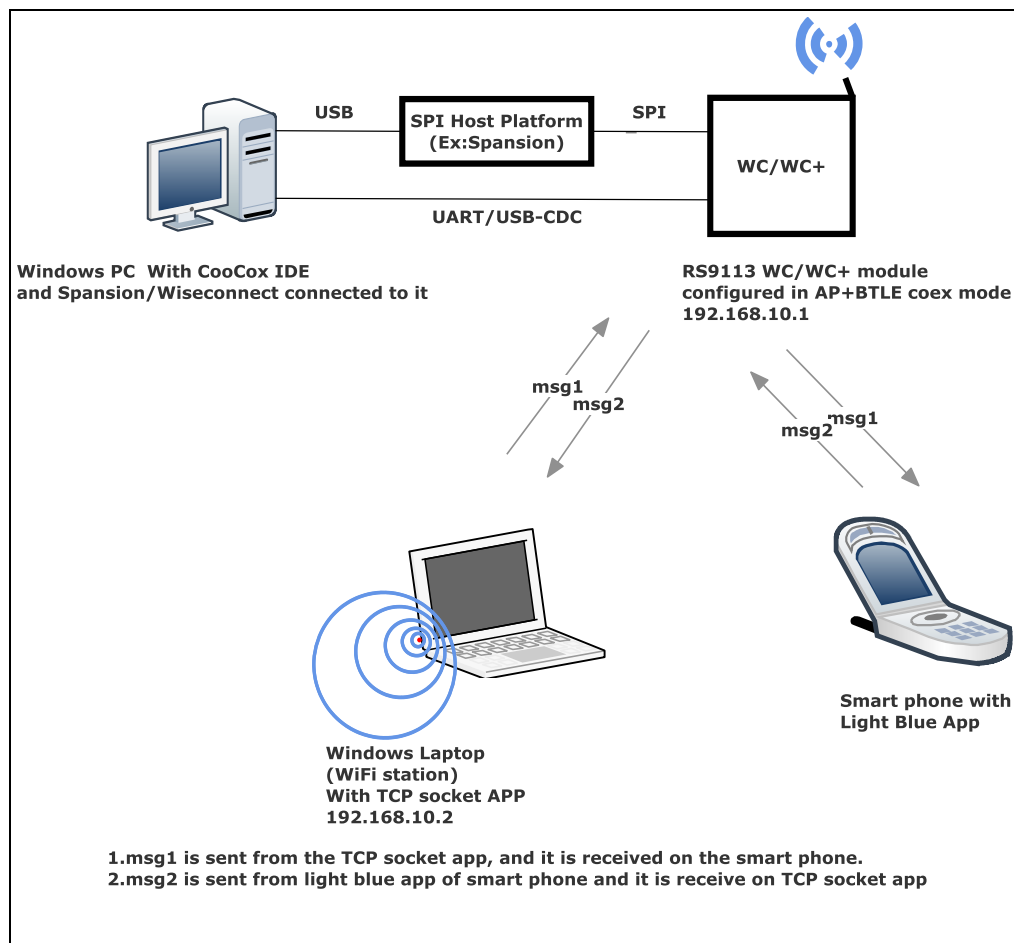 USB
SPI Host Platform
(Ex:Spansion)
SPI
WC/WC+
UART/USB-CDC
Windows PC With CooCox IDE
and Spansion/Wiseconnect connected to it
RS9113 WC/WC+ module
configured in AP+BTLE coex mode
192.168.10.1
msg1
msg2
msg1
msg2
Smart phone with
Light Blue App
Windows Laptop
(WiFi station)
With TCP socket APP
192.168.10.2
1.msg1 is sent from the TCP socket app, and it is received on the smart phone.
2.msg2 is sent from light blue app of smart phone and it is receive on TCP socket app